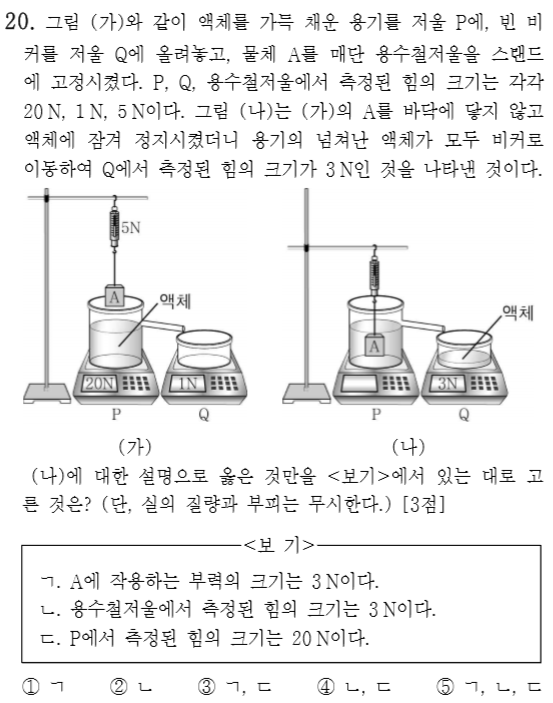 20. 그림 (가)와 같이 액체를 가득 채운 용기를 저울 P에, 빈 비
커를 저울 Q에 올려놓고, 물체 A를 매단 용수철저울을 스탠드
에 고정시켰다. P, Q, 용수철저울에서 측정된 힘의 크기는 각각
20 N, 1 N, 5 N이다. 그림 (나)는 (가)의 A를 바닥에 닿지 않고
액체에 잠겨 정지시켰더니 용기의 넘쳐난 액체가 모두 비커로
이동하여 Q에서 측정된 힘의 크기가 3 N인 것을 나타낸 것이다.
5N
A
액체
20N
1N
P
Q
(가)
액체
A
3N
P
Q
(나)
(나)에 대한 설명으로 옳은 것만을 <보기>에서 있는 대로 고
른 것은? (단, 실의 질량과 부피는 무시한다.) [3점]
<보 기>
ㄱ. A에 작용하는 부력의 크기는 3 N이다.
ㄴ. 용수철저울에서 측정된 힘의 크기는 3 N이다.
ㄷ. P에서 측정된 힘의 크기는 20 N이다.
① ㄱ ② ㄴ ③ ㄱ, ㄷ ④ ㄴ, ㄷ ⑤ ㄱ, ㄴ, ㄷ